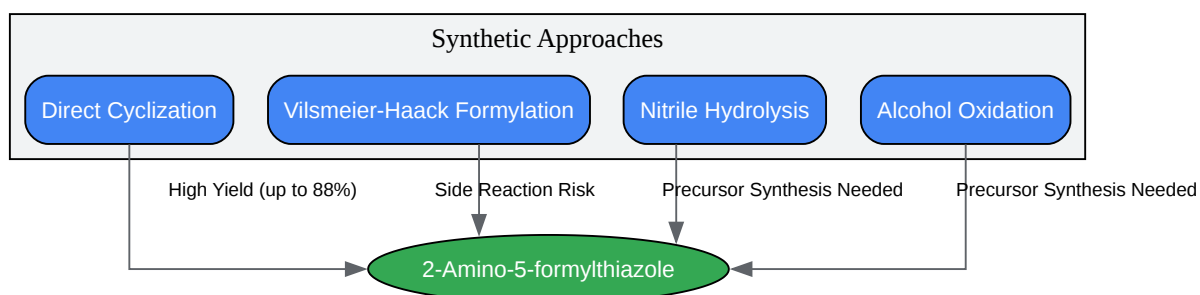 Synthetic Approaches
Direct Cyclization
Vilsmeier-Haack Formylation
Nitrile Hydrolysis
Alcohol Oxidation
High Yield (up to 88%)
Side Reaction Risk
Precursor Synthesis Needed
Precursor Synthesis Needed
2-Amino-5-formylthiazole